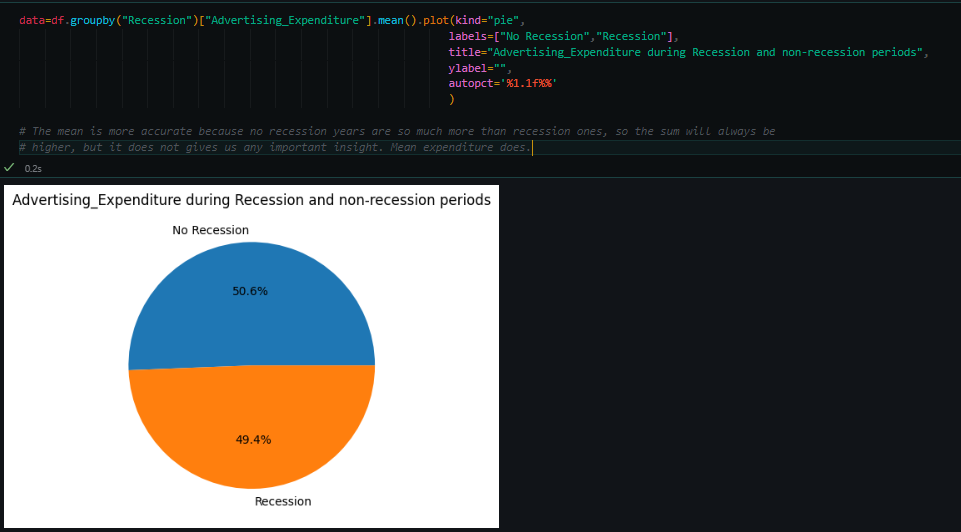 data=df.groupby("Recession")["Advertising_Expenditure"].mean().plot(kind="pie",
labels=["No Recession","Recession"],
title="Advertising_Expenditure during Recession and non-recession periods",
ylabel="",
autopct='%1.1f%%'
)
# The mean is more accurate because no recession years are so much more than recession ones, so the sum will always be
# higher, but it does not gives us any important insight. Mean expenditure does.
0.2s
Advertising_Expenditure during Recession and non-recession periods
No Recession
50.6%
49.4%
Recession